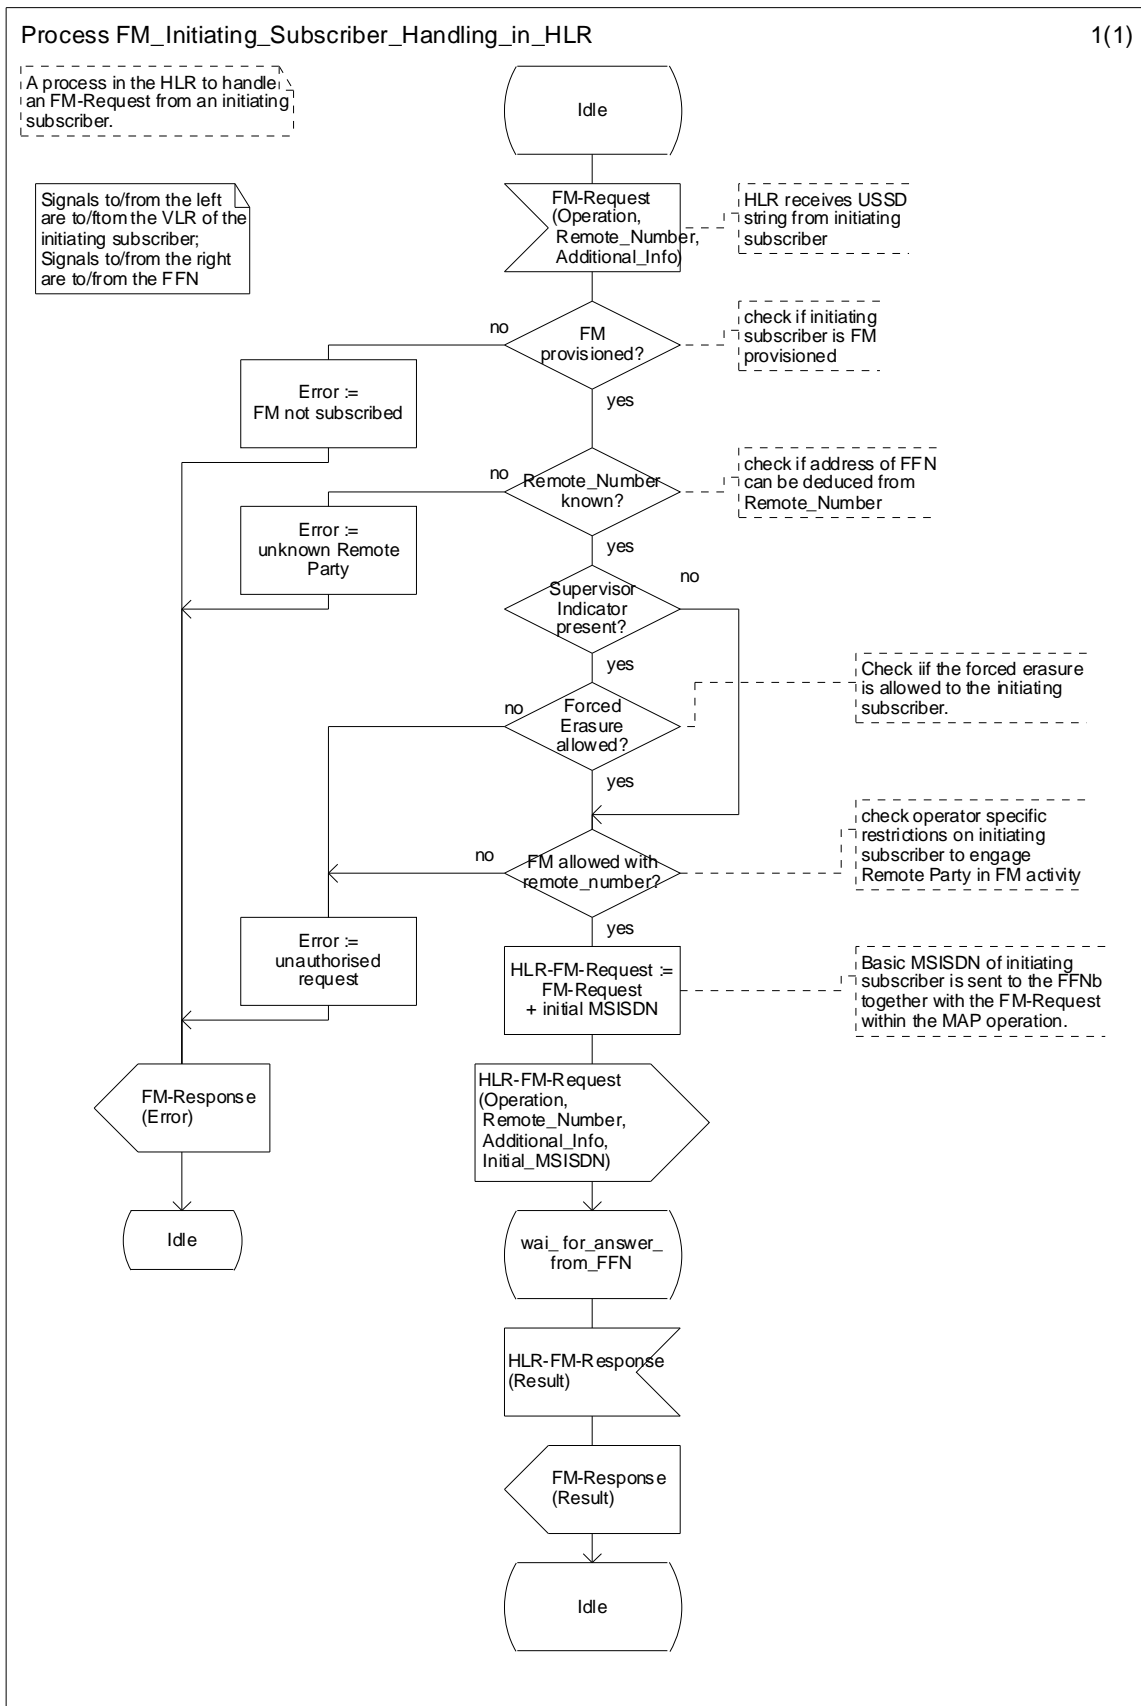 Process FM_Initiating_Subscriber_Handling_in_HLR
1(1)
A process in the HLR to handle
an FM-Request from an initiating
subscriber.
Idle
Signals to/from the left
are to/ftom the VLR of the
initiating subscriber;
Signals to/from the right
are to/from the FFN
FM-Request
(Operation,
Remote_Number,
Additional_Info)
HLR receives USSD
string from initiating
subscriber
no
FM
provisioned?
check if initiating
subscriber is FM
provisioned
Error :=
FM not subscribed
yes
no
Remote_Number
known?
check if address of FFN
can be deduced from
Remote_Number
Error :=
unknown Remote
Party
yes
Supervisor
Indicator
present?
no
yes
Check iif the forced erasure
is allowed to the initiating
subscriber.
no
Forced
Erasure
allowed?
yes
check operator specific
restrictions on initiating
subscriber to engage
Remote Party in FM activity
no
FM allowed with
remote_number?
yes
Error :=
unauthorised
request
HLR-FM-Request :=
FM-Request
+ initial MSISDN
Basic MSISDN of initiating
subscriber is sent to the FFNb
together with the FM-Request
within the MAP operation.
FM-Response
(Error)
HLR-FM-Request
(Operation,
Remote_Number,
Additional_Info,
Initial_MSISDN)
Idle
wai_ for_answer_
from_FFN
HLR-FM-Response
(Result)
FM-Response
(Result)
Idle